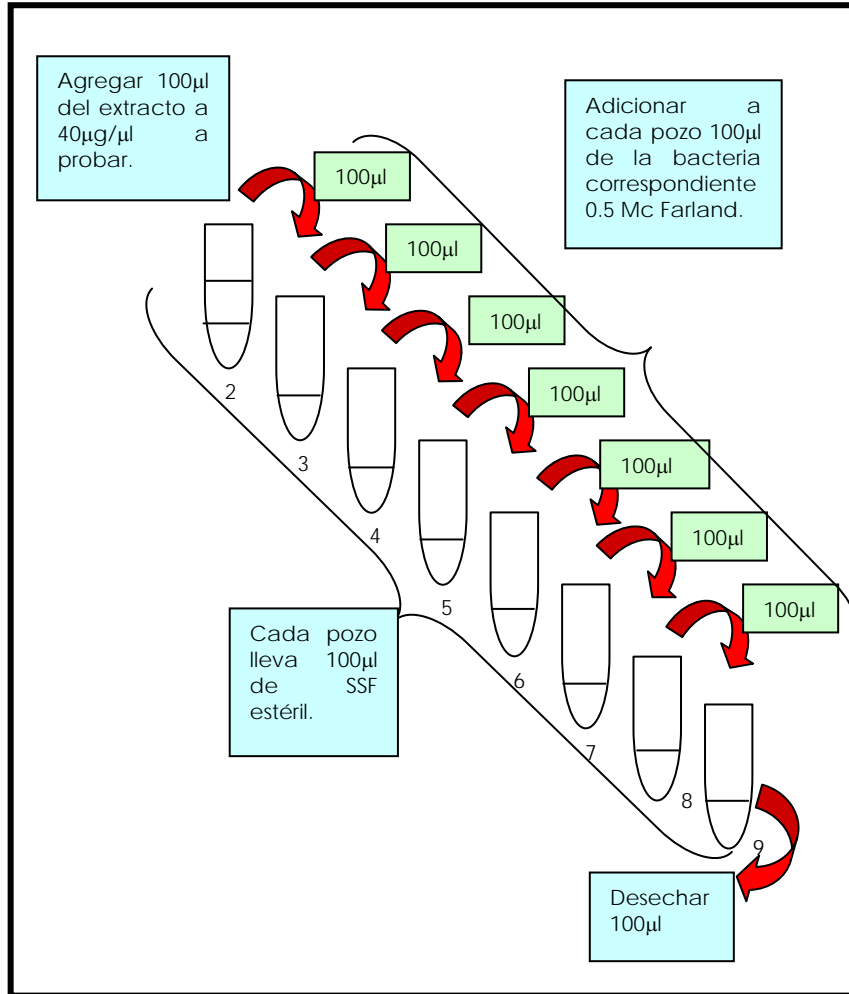 Agregar 100µl
del extracto a
40µg/µl a
probar.
Adicionar a
cada pozo 100µl
de la bacteria
correspondiente
0.5 Mc Farland.
100µl
100µl
100µl
100µl
100µl
100µl
100µl
2
3
4
5
6
7
8
9
Cada pozo
lleva 100µl
de SSF
estéril.
Desechar
100µl